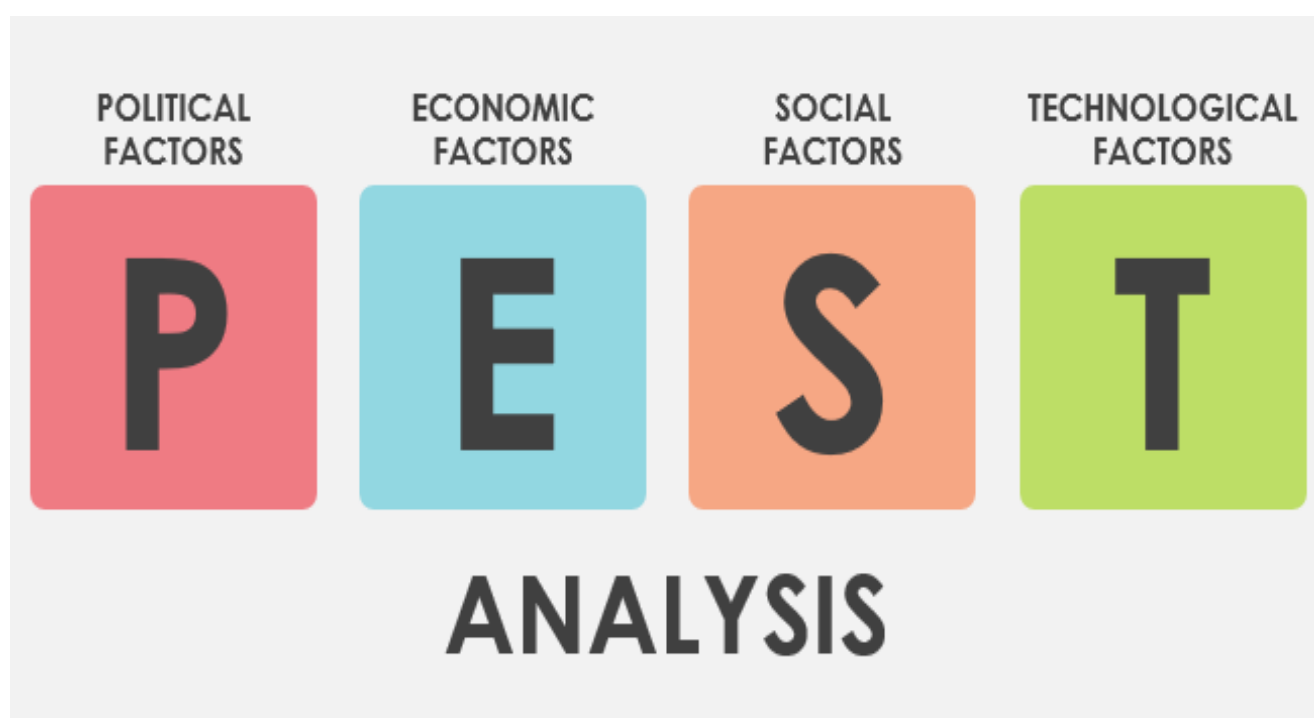 POLITICAL
FACTORS
ECONOMIC
FACTORS
SOCIAL
FACTORS
TECHNOLOGICAL
FACTORS
P
E
S
T
ANALYSIS